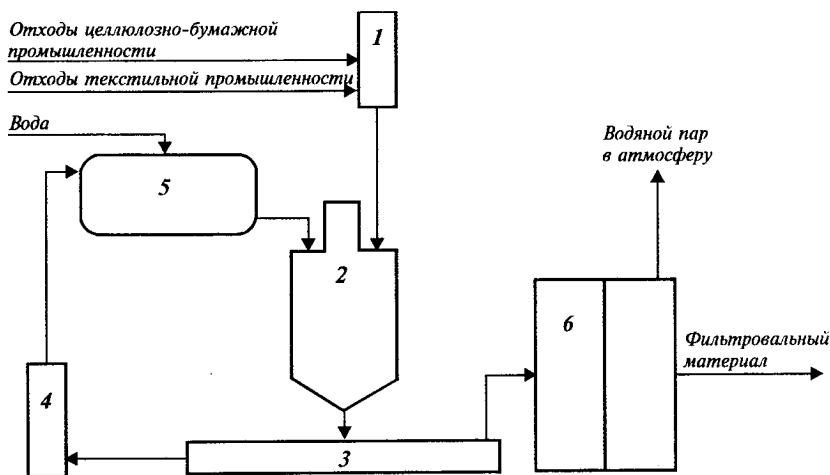 Отходы целлюлозно-бумажной
промышленности
Отходы текстильной промышленности
Вода
1
5
2
Водяной пар
в атмосферу
6
Фильтровальный
материал
4
3